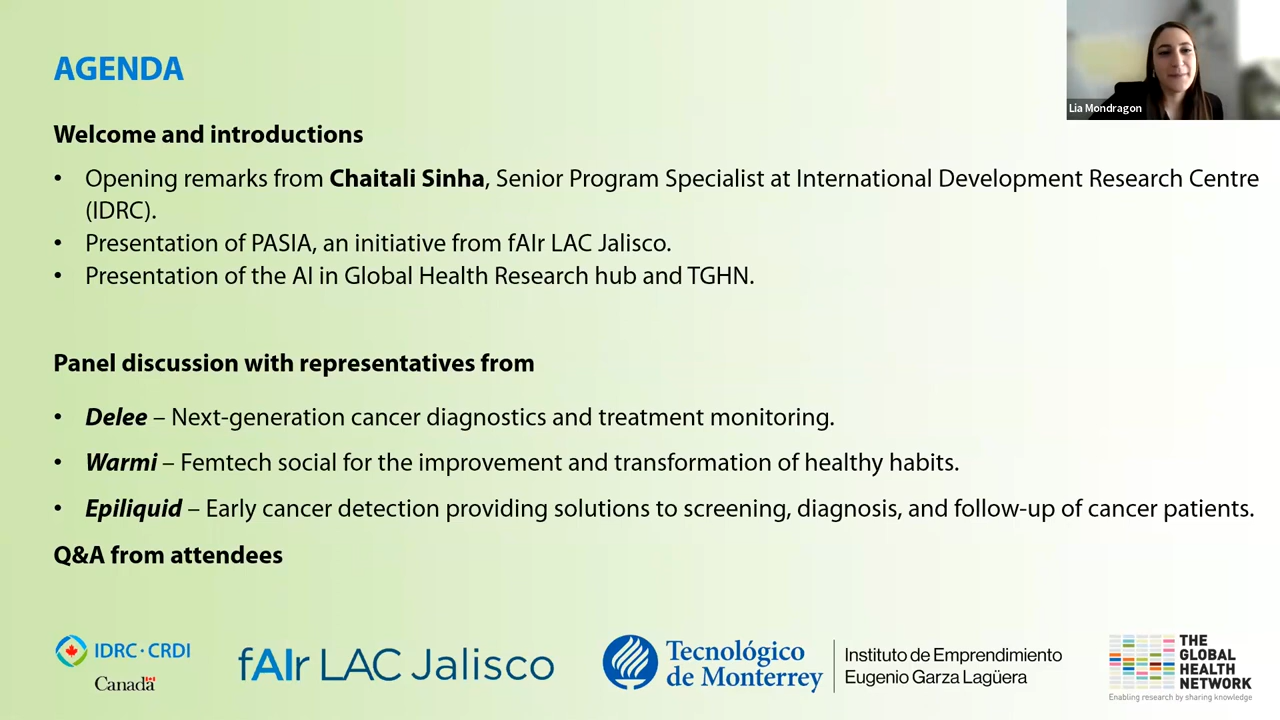 AGENDA
Lia Mondragon
Welcome and introductions
• Opening remarks from Chaitali Sinha, Senior Program Specialist at International Development Research Centre
(IDRC).
• Presentation of PASIA, an initiative from fAIr LAC Jalisco.
• Presentation of the AI in Global Health Research hub and TGHN.
Panel discussion with representatives from
• Delee – Next-generation cancer diagnostics and treatment monitoring.
• Warmi – Femtech social for the improvement and transformation of healthy habits.
• Epiliquid – Early cancer detection providing solutions to screening, diagnosis, and follow-up of cancer patients.
Q&A from attendees
IDRC · CRDI
Canada
fAIr LAC Jalisco
Tecnológico
de Monterrey
Instituto de Emprendimiento
Eugenio Garza Lagüera
THE
GLOBAL
HEALTH
NETWORK
Enabling research by sharing knowledge